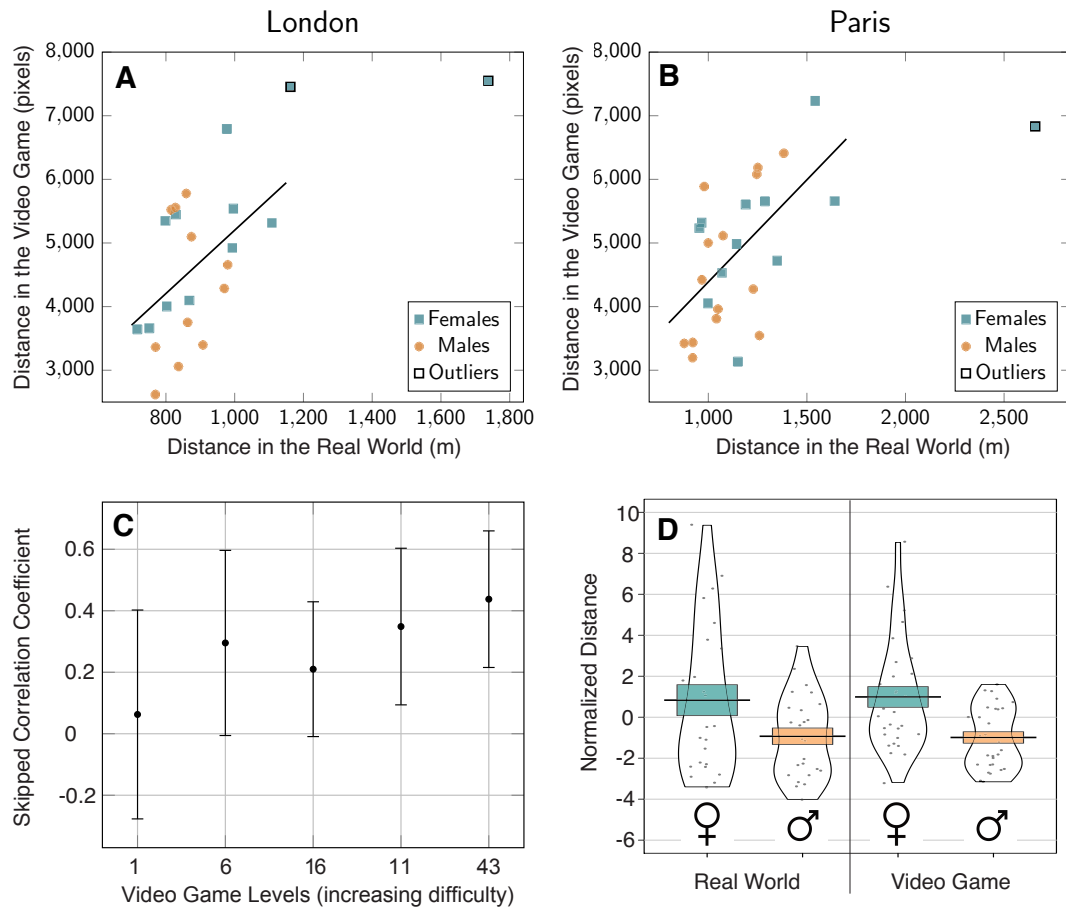 London
Paris
A
Distance in the Video Game (pixels)
8,000
7,000
6,000
5,000
4,000
3,000
Females
Males
Outliers
800
1,000
1,200
1,400
1,600
1,800
Distance in the Real World (m)
B
Distance in the Video Game (pixels)
8,000
7,000
6,000
5,000
4,000
3,000
Females
Males
Outliers
1,000
1,500
2,000
2,500
Distance in the Real World (m)
C
Skipped Correlation Coefficient
0.6
0.4
0.2
0
-0.2
1
6
16
11
43
Video Game Levels (increasing difficulty)
D
Normalized Distance
10
8
6
4
2
0
-2
-4
-6
♀ ♂ ♀ ♂
Real World
Video Game